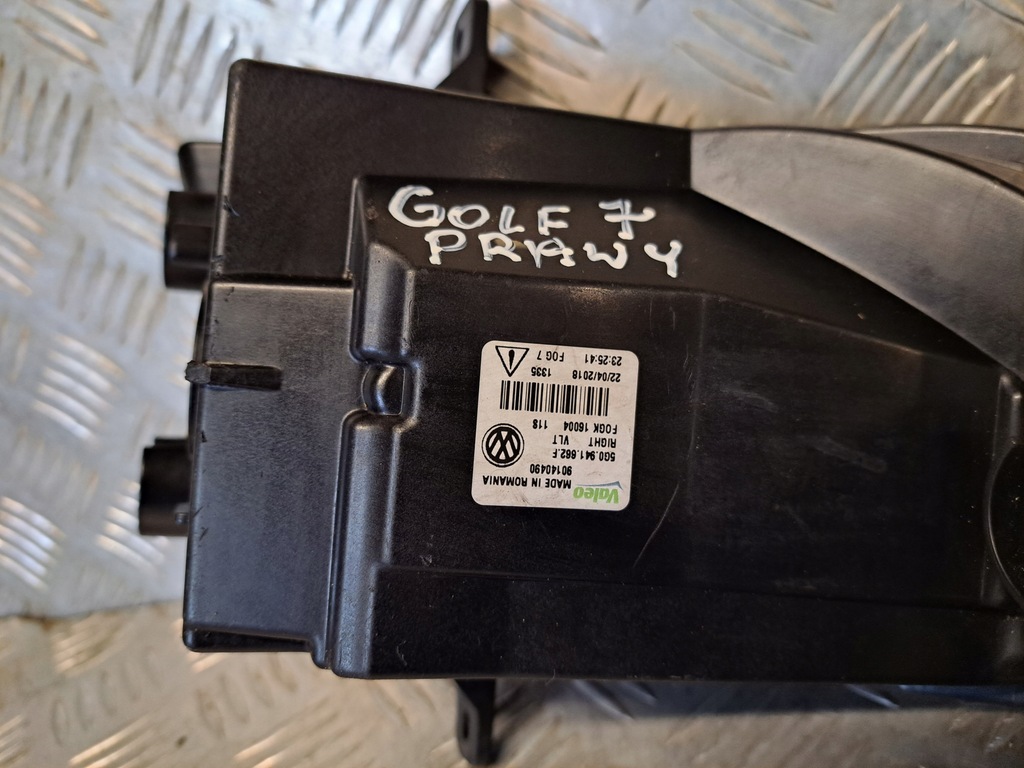 GOLF 7
PRAWY
Valeo
MADE IN ROMANIA
90140490
5G0.941.662.F
RIGHT VLT
FOGK 16004 118
22/04/2018 1335
23:25:41 FOG 7